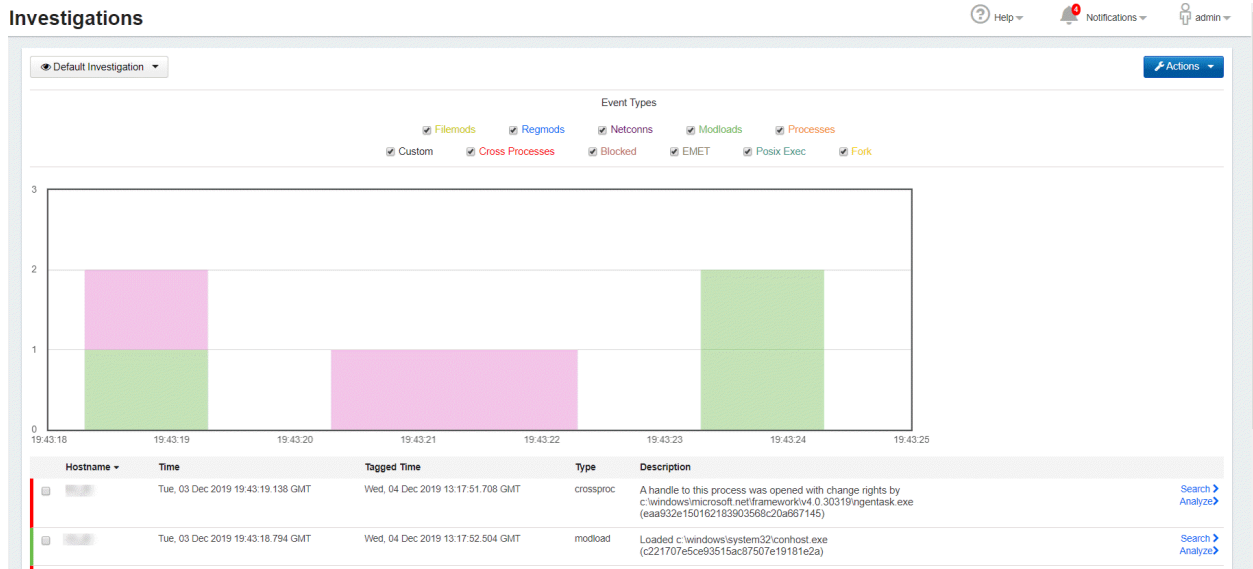 Investigations
Help
4
Notifications
admin
Default Investigation
Actions
Event Types
Filemods Regmods Netconns Modloads Processes
Custom Cross Processes Blocked EMET Posix Exec Fork
3
2
1
0
19:43:18 19:43:19 19:43:20 19:43:21 19:43:22 19:43:23 19:43:24 19:43:25
Hostname Time Tagged Time Type Description
Tue, 03 Dec 2019 19:43:19.138 GMT Wed, 04 Dec 2019 13:17:51.708 GMT crossproc A handle to this process was opened with change rights by Search
c:\windows\microsoft.net\framework\v4.0.30319\ngentask.exe Analyze
(eaa932e150162183903568c20a667145)
Tue, 03 Dec 2019 19:43:18.794 GMT Wed, 04 Dec 2019 13:17:52.504 GMT modload Loaded c:\windows\system32\conhost.exe Search
(c221707e5ce93515ac87507e19181e2a) Analyze